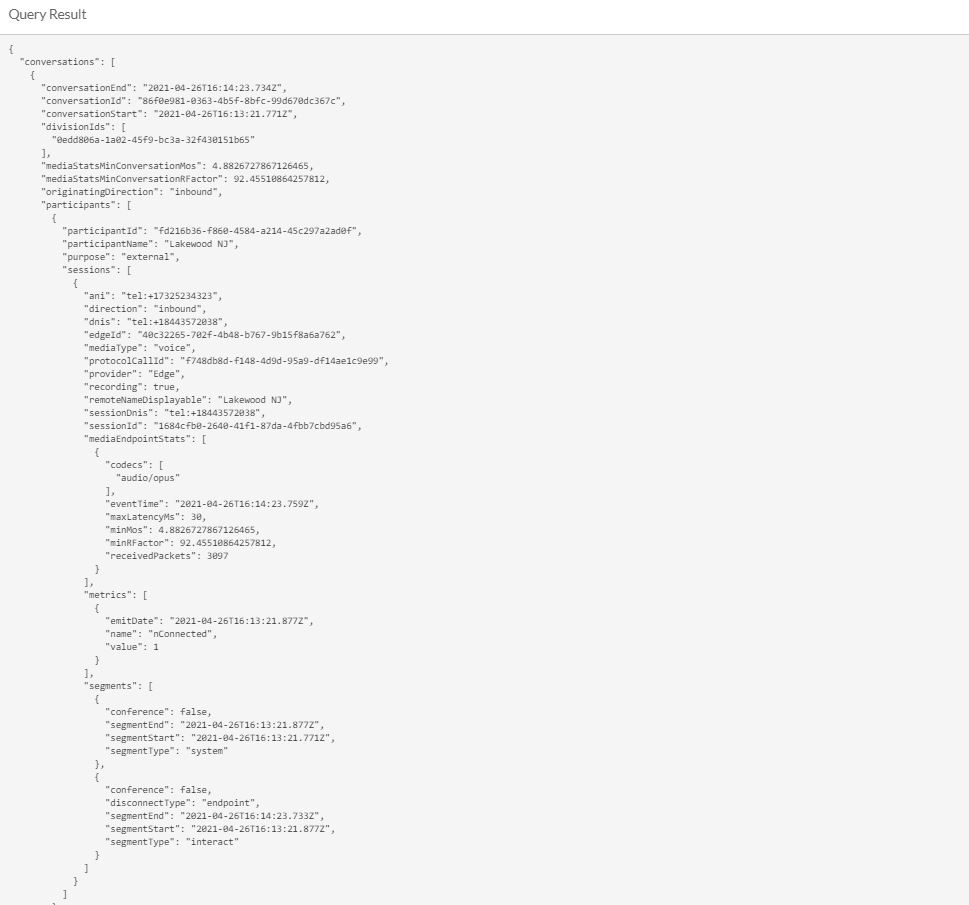 Query Result
{
"conversations": [
{
"conversationEnd": "2021-04-26T16:14:23.734Z",
"conversationId": "86f0e981-0363-4b5f-8bfc-99d670dc367c",
"conversationStart": "2021-04-26T16:13:21.771Z",
"divisionIds": [
"0edd806a-1a02-45f9-bc3a-32f430151b65"
],
"mediaStatsMinConversationMos": 4.8826727867126465,
"mediaStatsMinConversationRFactor": 92.45510864257812,
"originatingDirection": "inbound",
"participants": [
{
"participantId": "fd216b36-f860-4584-a214-45c297a2ad0f",
"participantName": "Lakewood NJ",
"purpose": "external",
"sessions": [
{
"ani": "tel:+17325234323",
"direction": "inbound",
"dnis": "tel:+18443572038",
"edgeId": "40c32265-702f-4b48-b767-9b15f8a6a762",
"mediaType": "voice",
"protocolCallId": "f748db8d-f148-4d9d-95a9-df14ae1c9e99",
"provider": "Edge",
"recording": true,
"remoteNameDisplayable": "Lakewood NJ",
"sessionDnis": "tel:+18443572038",
"sessionId": "1684cfb0-2640-41f1-87da-4fbb7cbd95a6",
"mediaEndpointStats": [
{
"codecs": [
"audio/opus"
],
"eventTime": "2021-04-26T16:14:23.759Z",
"maxLatencyMs": 30,
"minMos": 4.8826727867126465,
"minRFactor": 92.45510864257812,
"receivedPackets": 3097
}
],
"metrics": [
{
"emitDate": "2021-04-26T16:13:21.877Z",
"name": "nConnected",
"value": 1
}
],
"segments": [
{
"conference": false,
"segmentEnd": "2021-04-26T16:13:21.877Z",
"segmentStart": "2021-04-26T16:13:21.771Z",
"segmentType": "system"
},
{
"conference": false,
"disconnectType": "endpoint",
"segmentEnd": "2021-04-26T16:14:23.733Z",
"segmentStart": "2021-04-26T16:13:21.877Z",
"segmentType": "interact"
}
]
}
]